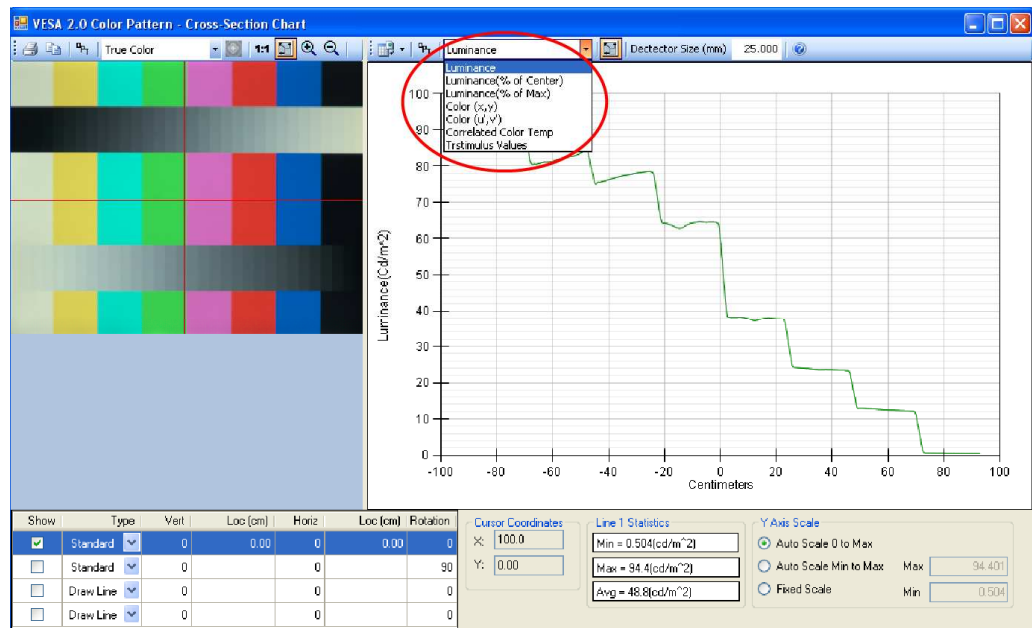 VESA 2.0 Color Pattern - Cross-Section Chart
True Color
1:1
Luminance
Dectector Size (mm) 25.000
Luminance
Luminance(% of Center)
Luminance(% of Max)
Color (x,y)
Color (u',v')
Correlated Color Temp
Trstimulus Values
100
90
80
70
60
50
40
30
20
10
0
Luminance(Cd/m^2)
-100 -80 -60 -40 -20 0 20 40 60 80 100
Centimeters
Show Type Vert Loc (cm) Horiz Loc (cm) Rotation
Standard 0 0.00 0 0.00 0
Standard 0 0 90
Draw Line 0 0 0
Draw Line 0 0 0
Cursor Coordinates
X: 100.0
Y: 0.00
Line 1 Statistics
Min = 0.504(cd/m^2)
Max = 94.4(cd/m^2)
Avg = 48.8(cd/m^2)
Y Axis Scale
Auto Scale 0 to Max
Auto Scale Min to Max Max 94.401
Fixed Scale Min 0.504